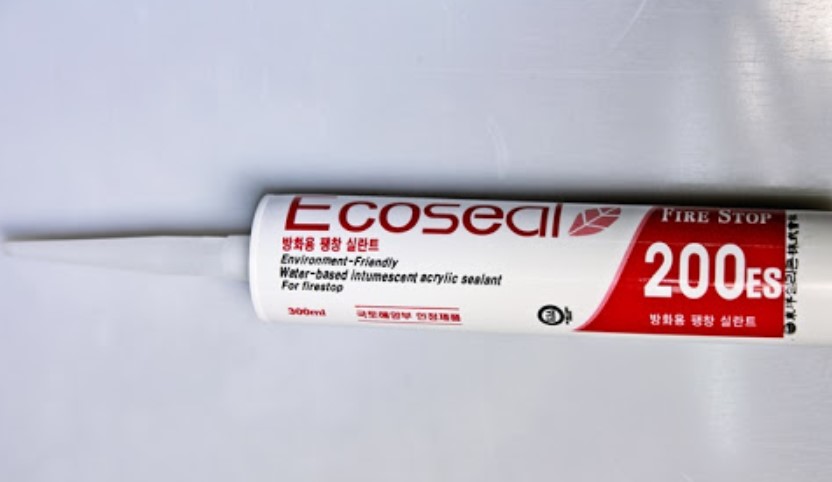 Ecoseal
방화용 팽창 실란트
Environment-Friendly
Water-based intumescent acrylic sealant
For firestop
300ml
국토해양부 인정제품
FIRE STOP
200ES
방화용 팽창 실란트